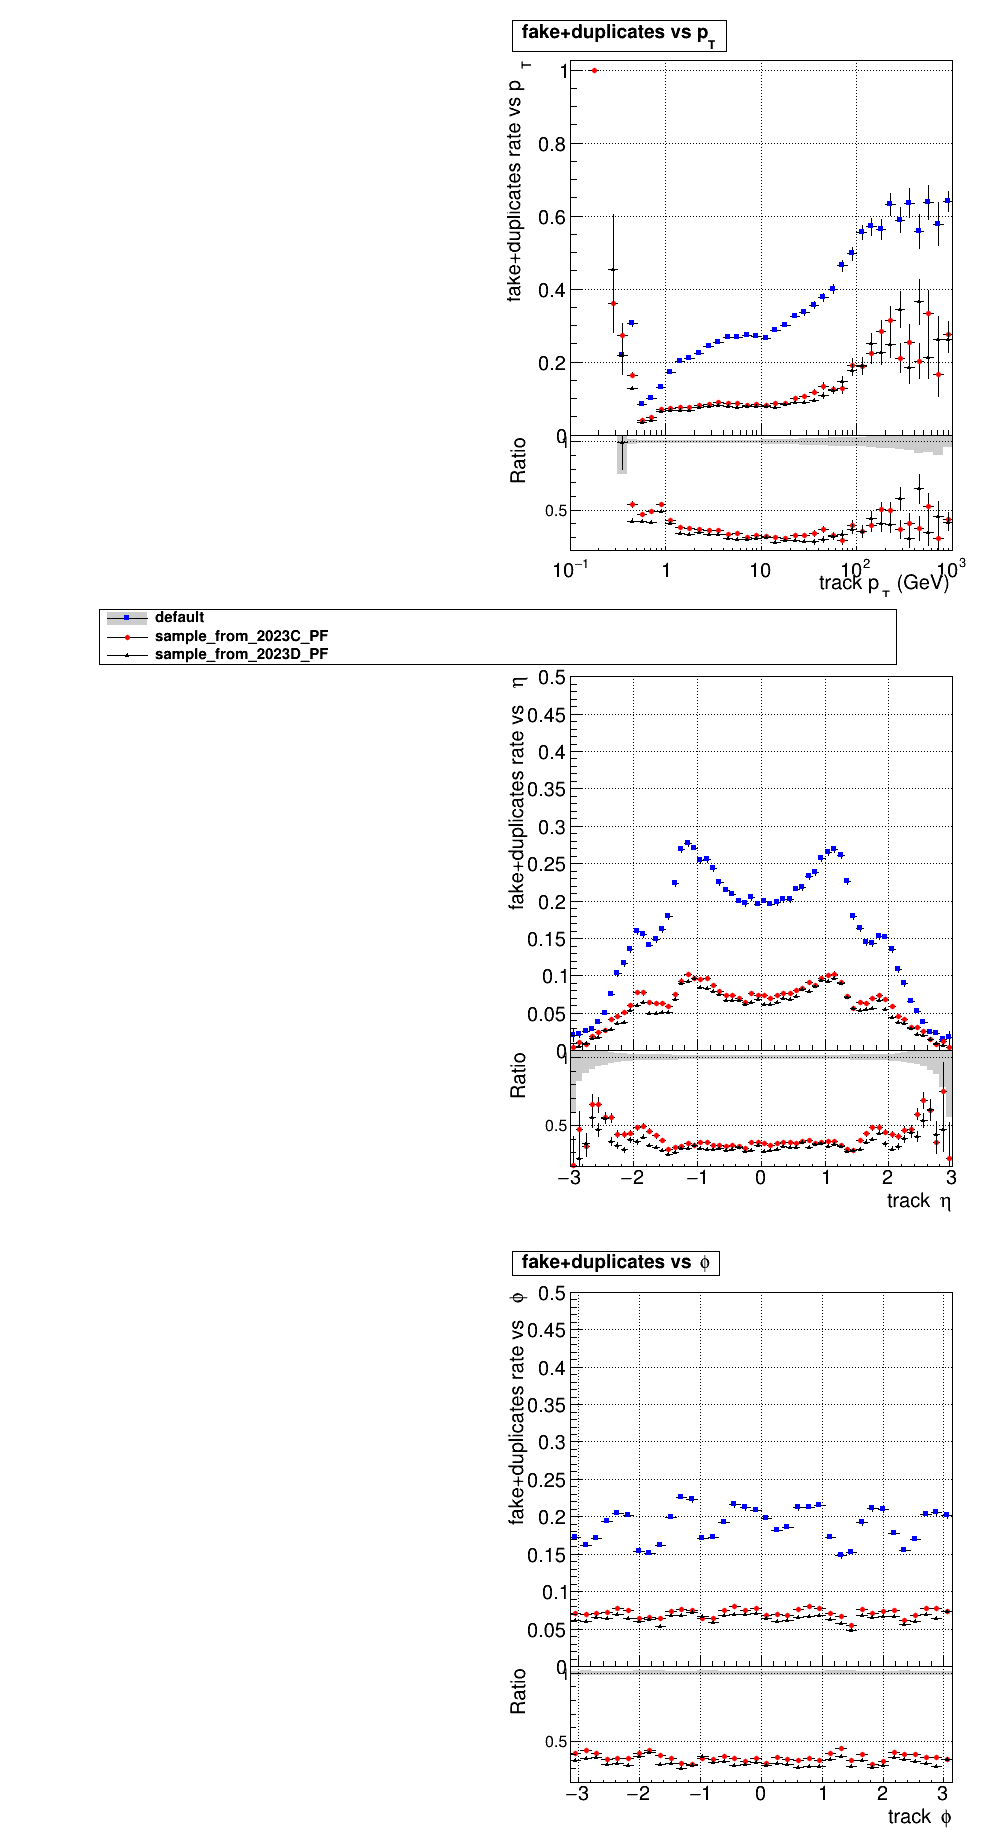 fake+duplicates vs p_T
fake+duplicates rate vs p_T
1
0.8
0.6
0.4
0.2
0
Ratio
1
0.5
10⁻¹ 1 10 10² 10³
track p_T (GeV)
default
sample_from_2023C_PF
sample_from_2023D_PF
fake+duplicates rate vs η
0.5
0.45
0.4
0.35
0.3
0.25
0.2
0.15
0.1
0.05
0
Ratio
1
0.5
−3 −2 −1 0 1 2 3
track η
fake+duplicates vs ϕ
fake+duplicates rate vs ϕ
0.5
0.45
0.4
0.35
0.3
0.25
0.2
0.15
0.1
0.05
0
Ratio
1
0.5
−3 −2 −1 0 1 2 3
track ϕ